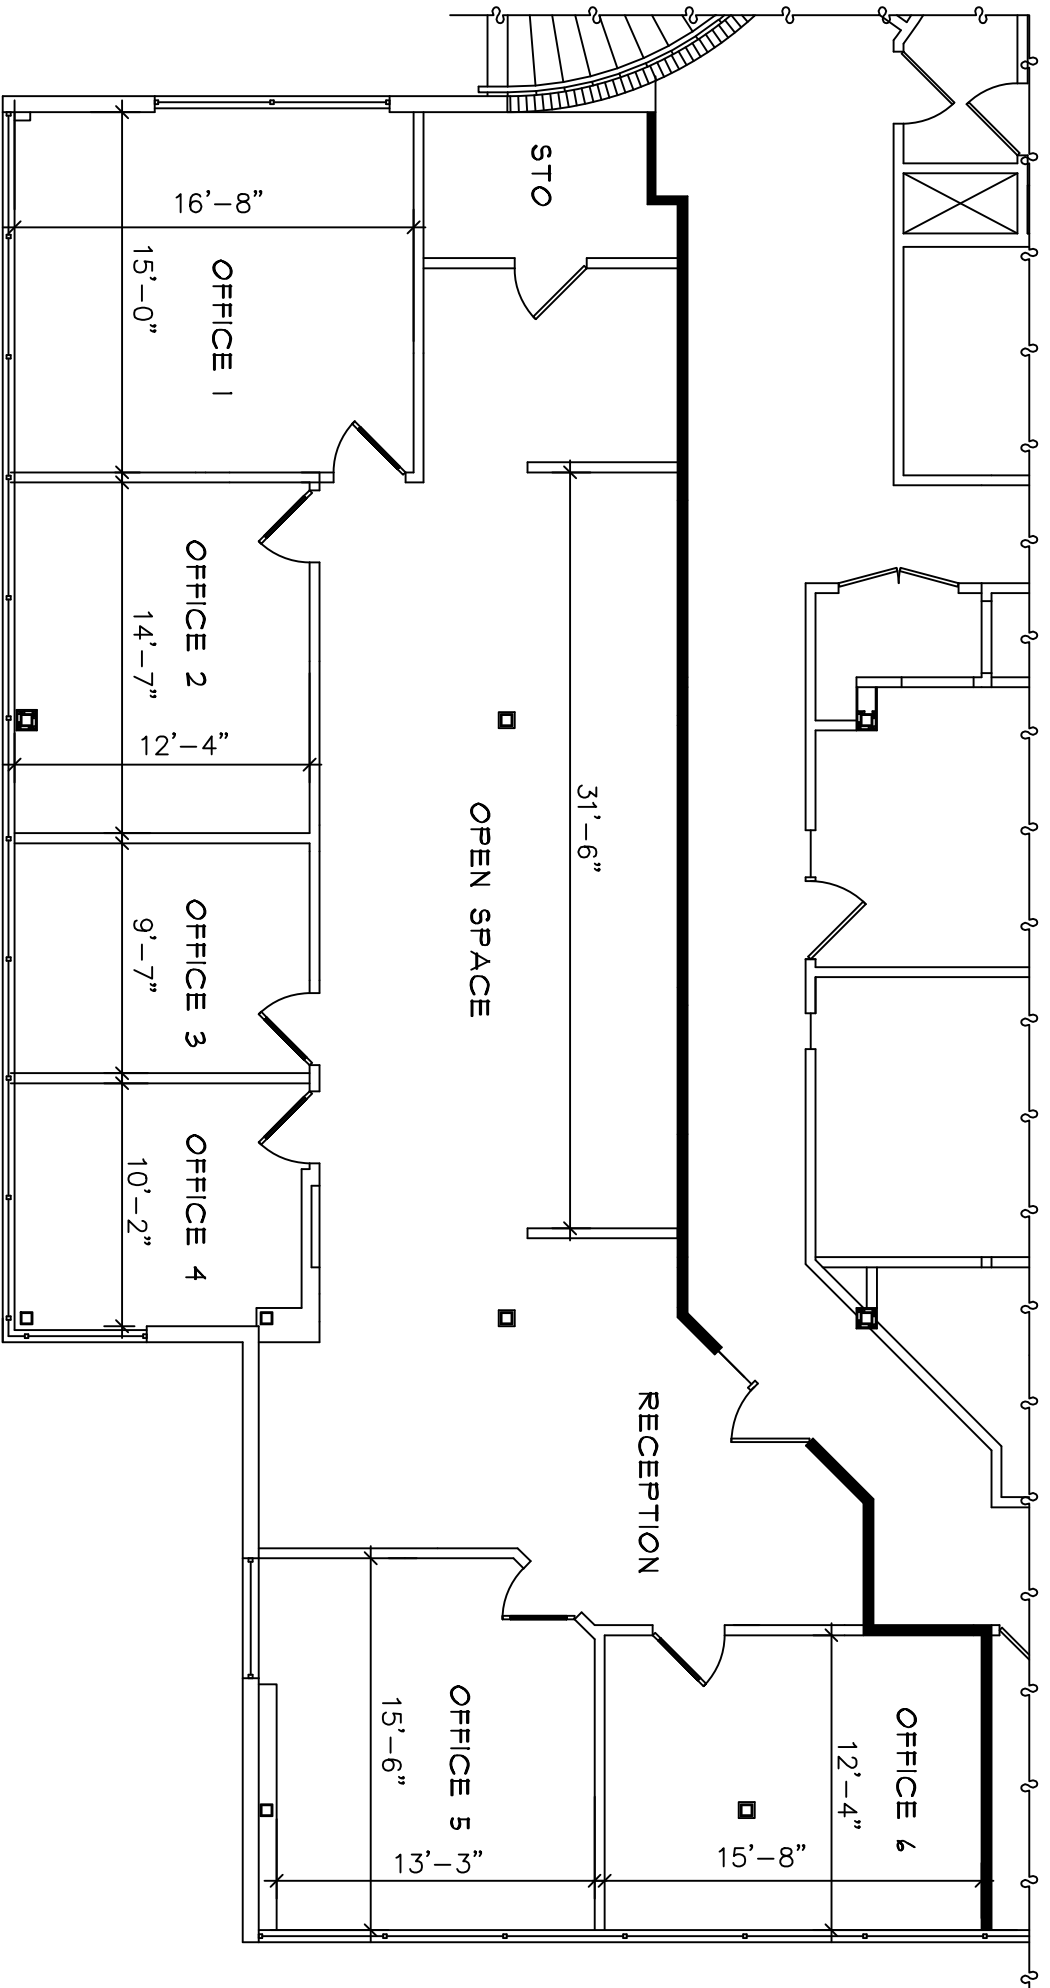 STO
16'-8"
15'-0"
OFFICE 1
OFFICE 2
14'-7"
12'-4"
31'-6"
OPEN SPACE
OFFICE 3
9'-7"
OFFICE 4
10'-2"
RECEPTION
OFFICE 5
15'-6"
13'-3"
OFFICE 6
12'-4"
15'-8"